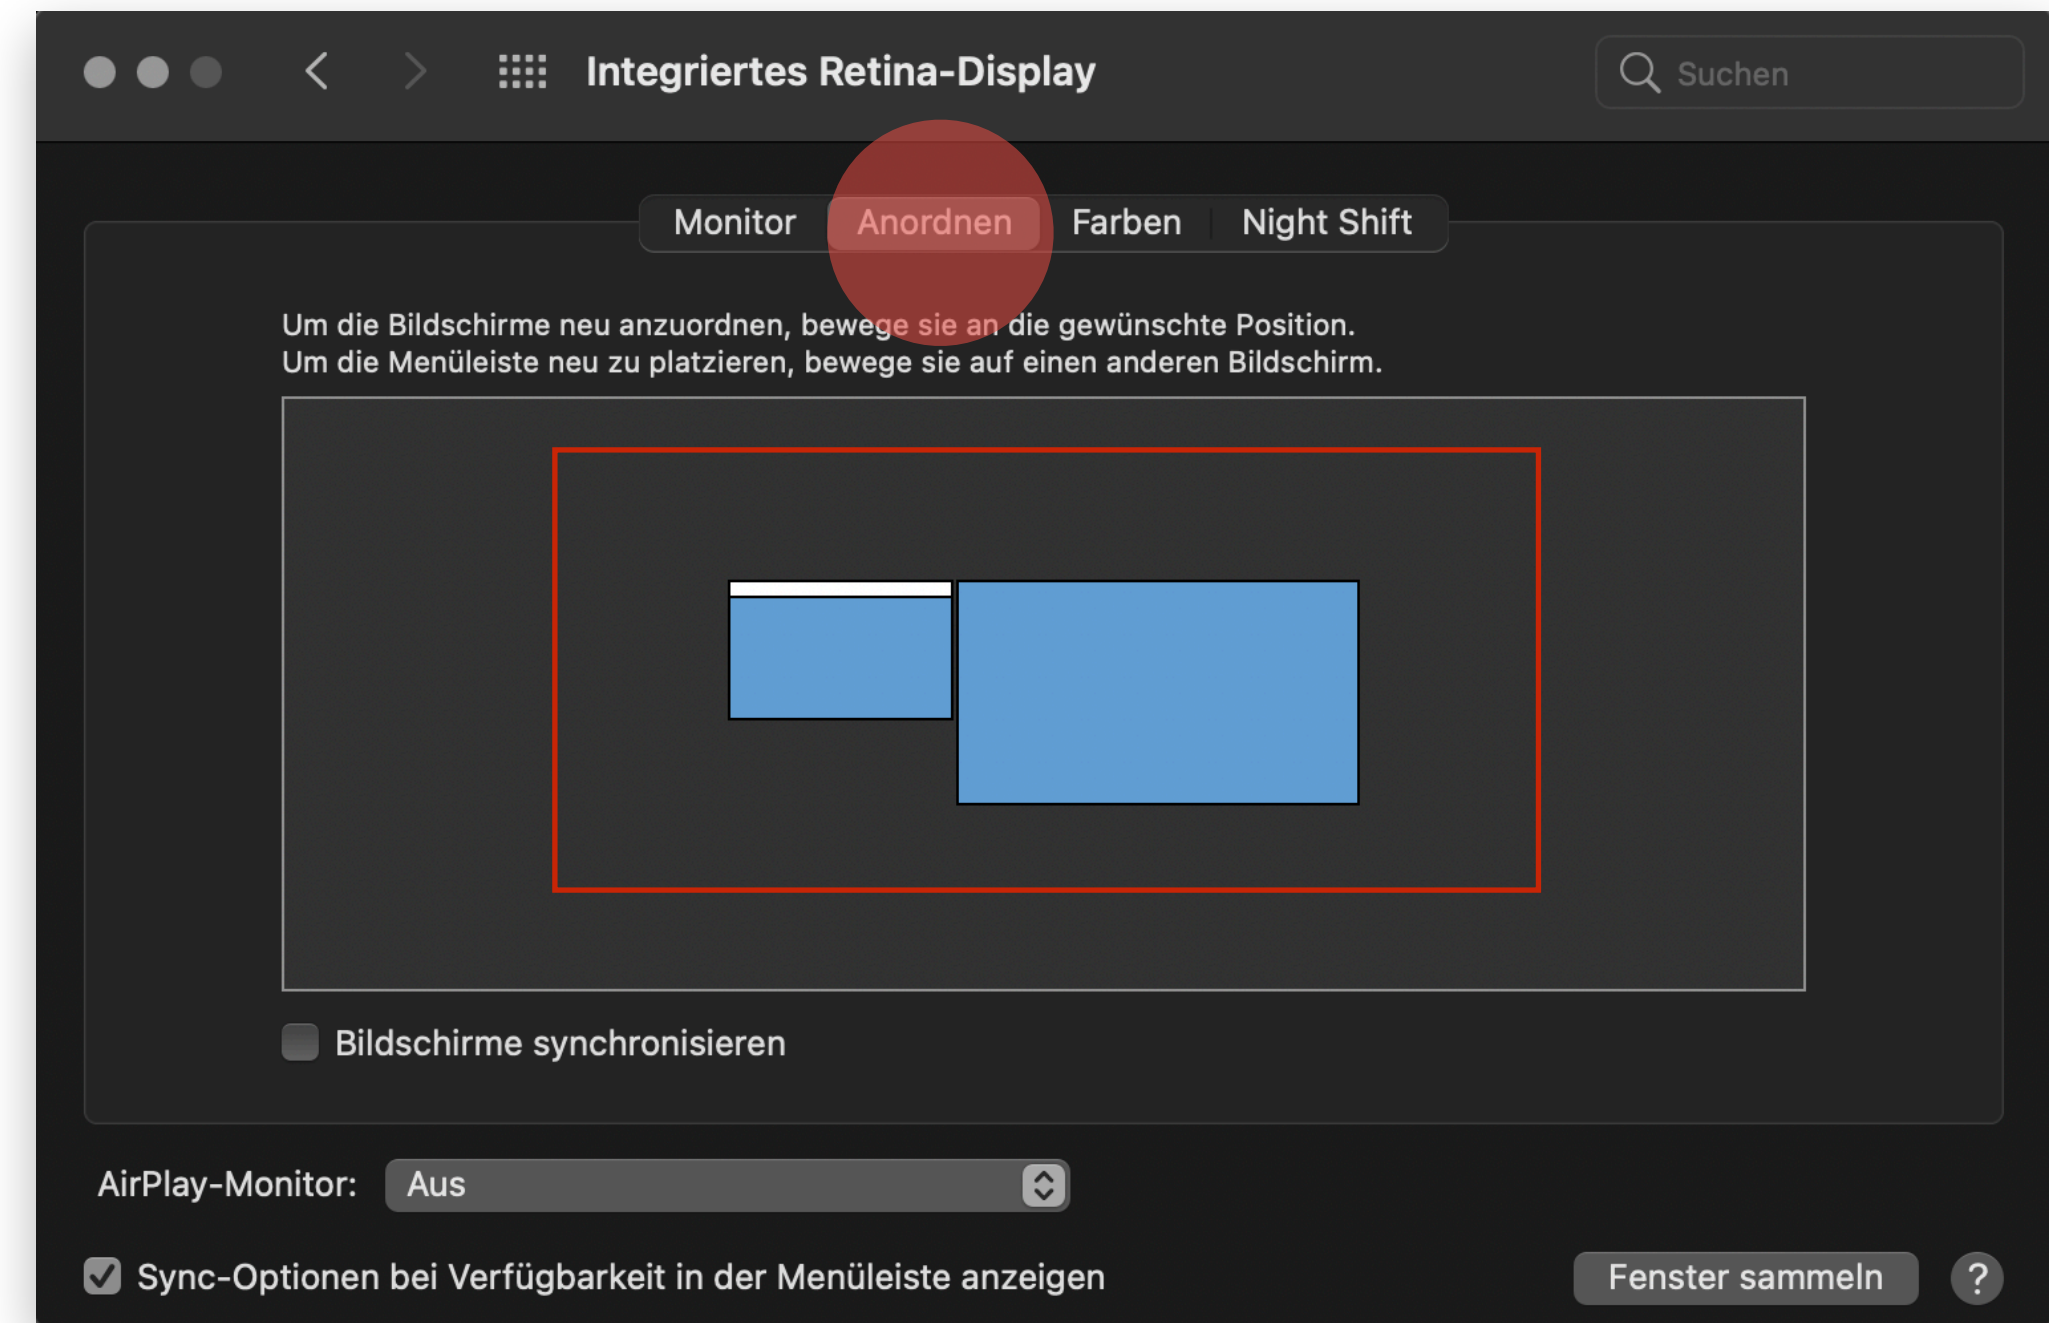 Integriertes Retina-Display
Suchen
Monitor Anordnen Farben Night Shift
Um die Bildschirme neu anzuordnen, bewege sie an die gewünschte Position.
Um die Menüleiste neu zu platzieren, bewege sie auf einen anderen Bildschirm.
Bildschirme synchronisieren
AirPlay-Monitor: Aus
Sync-Optionen bei Verfügbarkeit in der Menüleiste anzeigen
Fenster sammeln ?